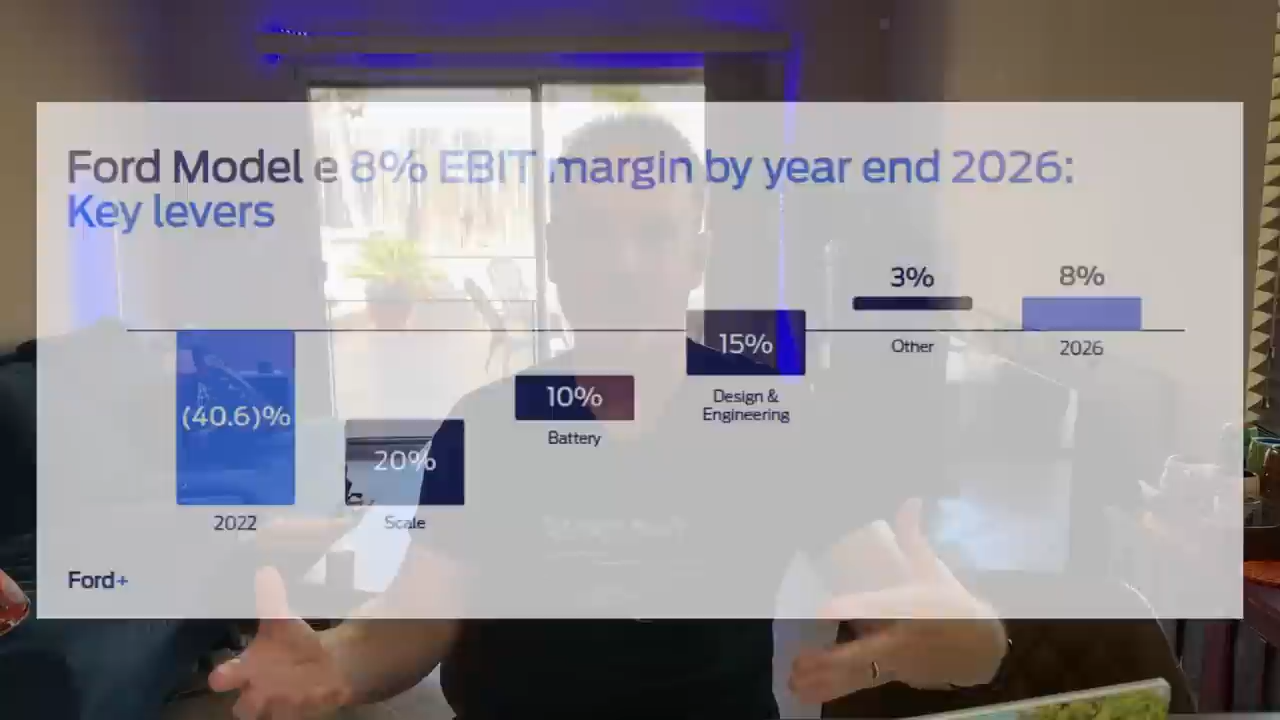 Ford Model e 8% EBIT margin by year end 2026:
Key levers
3%
8%
15%
Other
2026
10%
Design &
Engineering
(40.6)%
Battery
20%
2022
Scale
Ford+